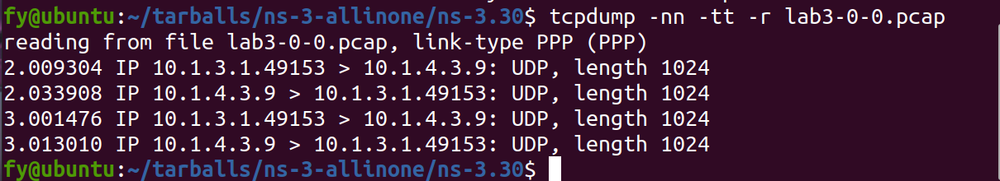 fy@ubuntu:~/tarballs/ns-3-allinone/ns-3.30$ tcpdump -nn -tt -r lab3-0-0.pcap
reading from file lab3-0-0.pcap, link-type PPP (PPP)
2.009304 IP 10.1.3.1.49153 > 10.1.4.3.9: UDP, length 1024
2.033908 IP 10.1.4.3.9 > 10.1.3.1.49153: UDP, length 1024
3.001476 IP 10.1.3.1.49153 > 10.1.4.3.9: UDP, length 1024
3.013010 IP 10.1.4.3.9 > 10.1.3.1.49153: UDP, length 1024
fy@ubuntu:~/tarballs/ns-3-allinone/ns-3.30$